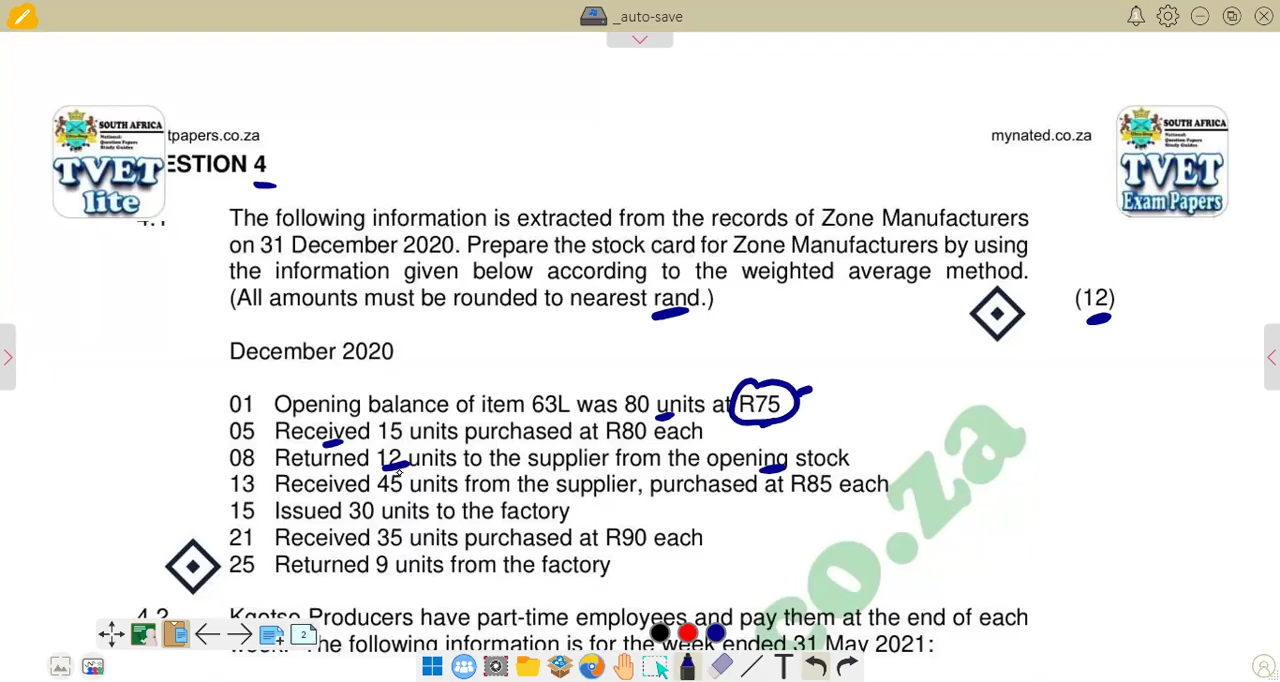 _auto-save
SOUTH AFRICA
TVET
lite
tpapers.co.za
mynated.co.za
SOUTH AFRICA
TVET
Exam Papers
ESTION 4
The following information is extracted from the records of Zone Manufacturers
on 31 December 2020. Prepare the stock card for Zone Manufacturers by using
the information given below according to the weighted average method.
(All amounts must be rounded to nearest rand.)
(12)
December 2020
01 Opening balance of item 63L was 80 units at R75
05 Received 15 units purchased at R80 each
08 Returned 12 units to the supplier from the opening stock
13 Received 45 units from the supplier, purchased at R85 each
15 Issued 30 units to the factory
21 Received 35 units purchased at R90 each
25 Returned 9 units from the factory
co.za
4.2 Kgotso Producers have part-time employees and pay them at the end of each
week. The following information is for the week ended 31 May 2021:
2